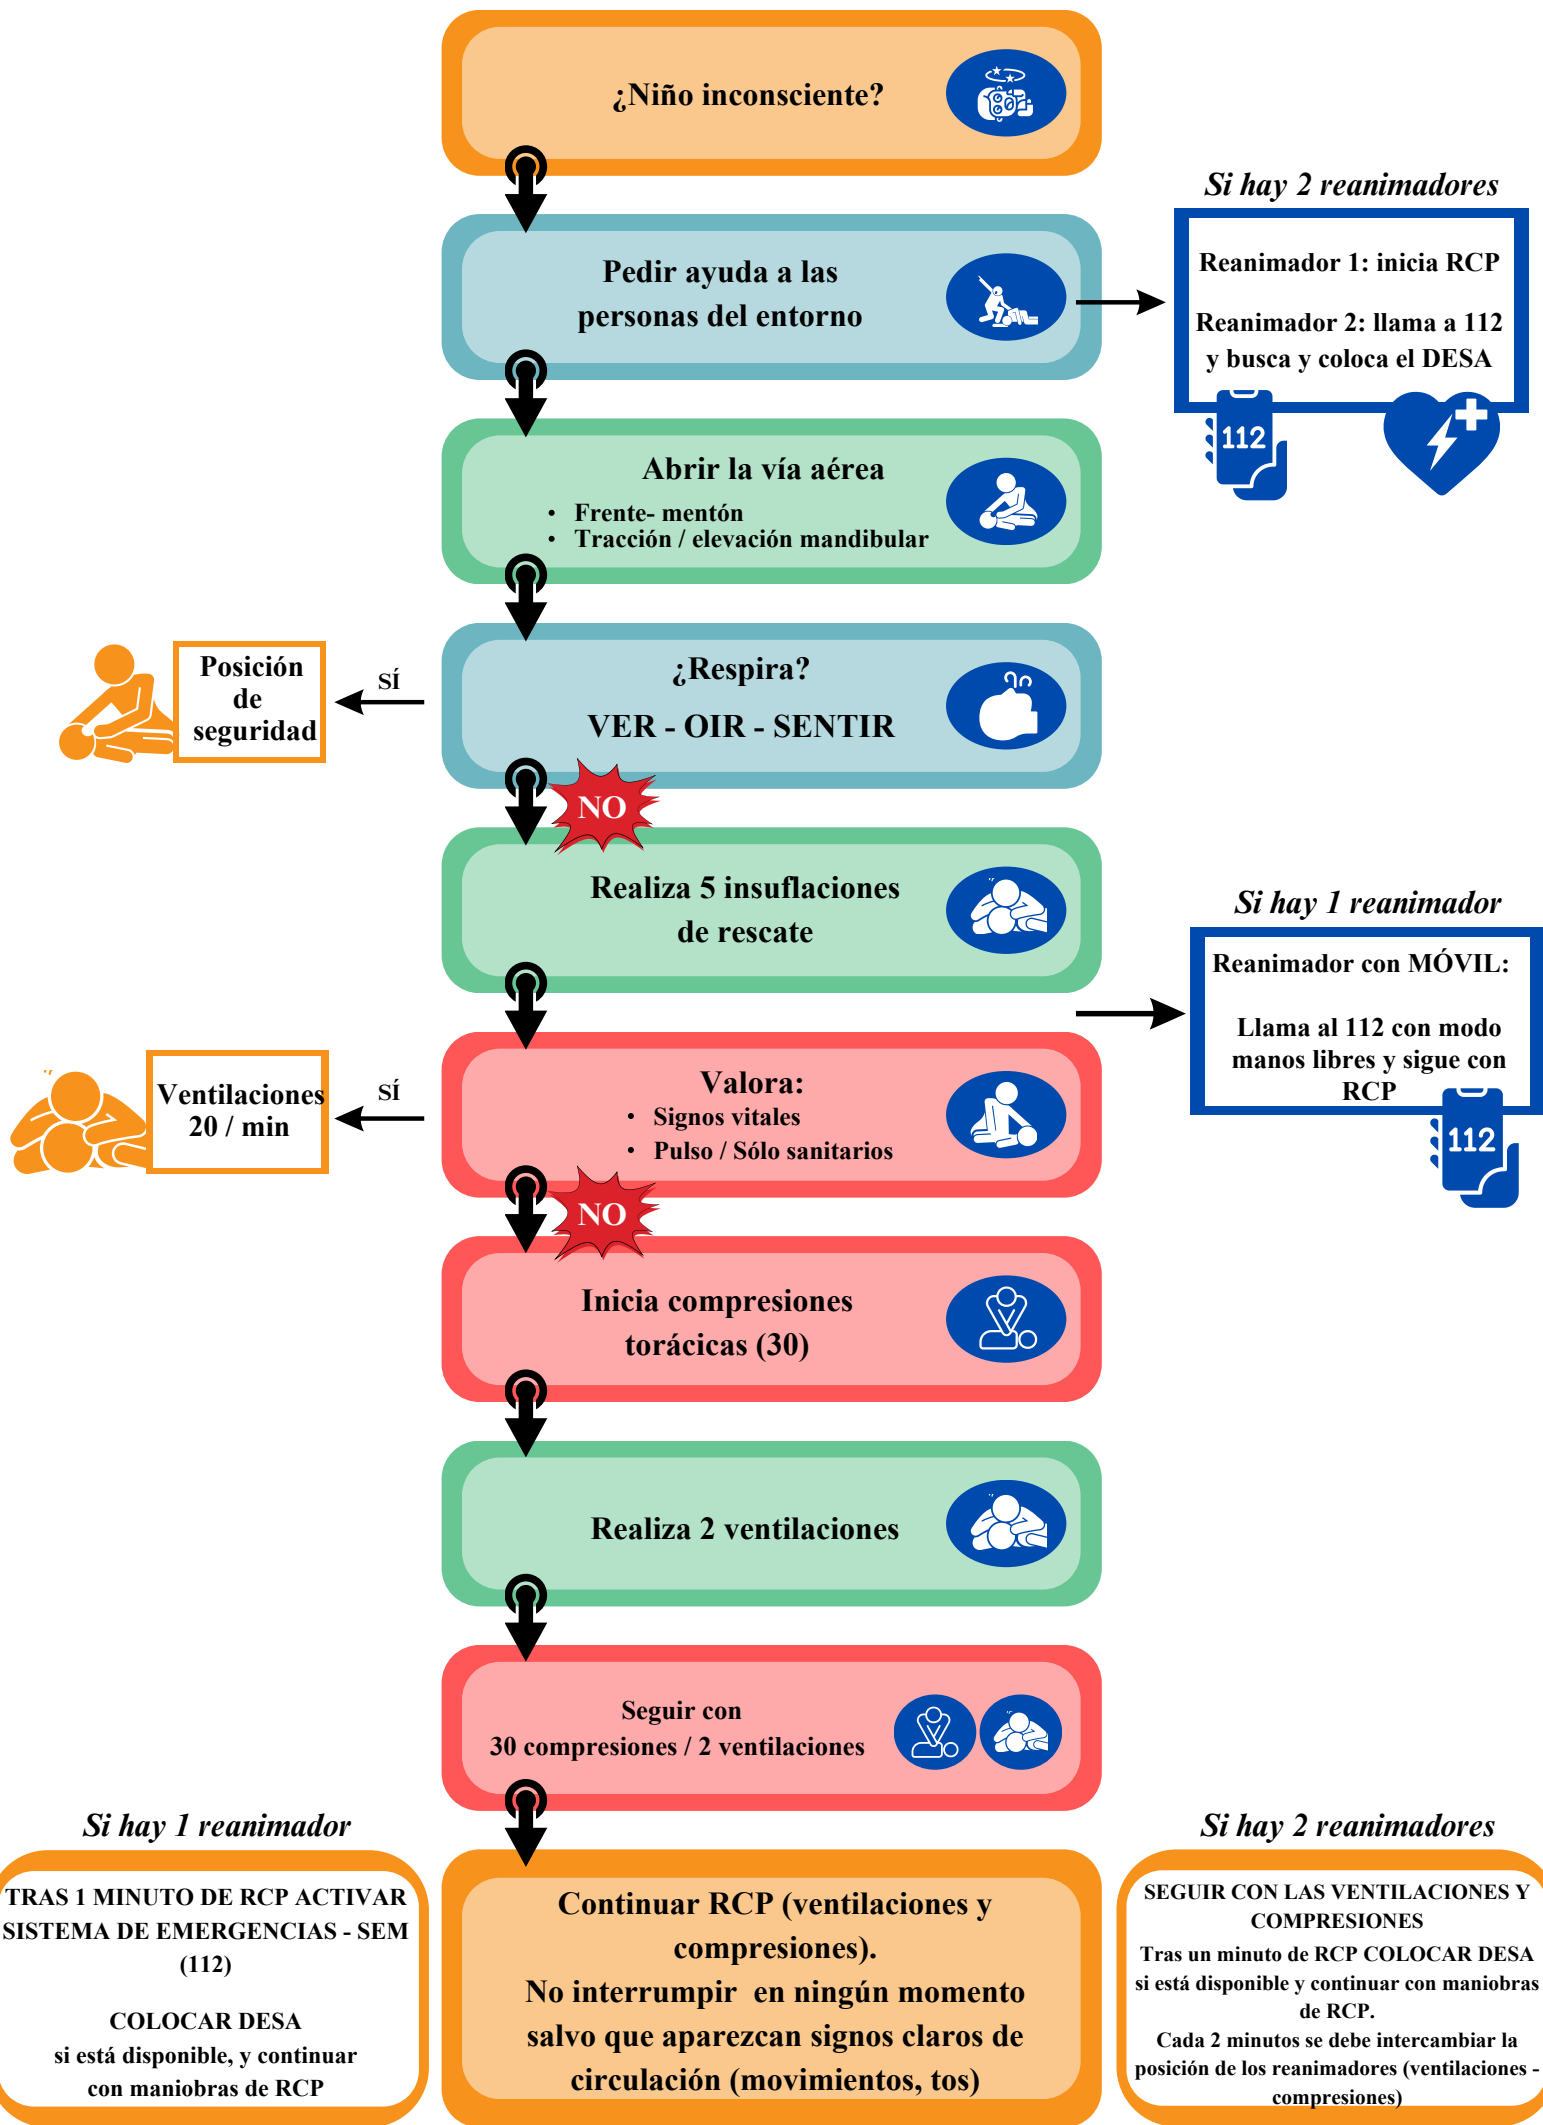 ¿Niño inconsciente?
Si hay 2 reanimadores
Pedir ayuda a las
personas del entorno
Reanimador 1: inicia RCP
Reanimador 2: llama a 112
y busca y coloca el DESA
112
Abrir la vía aérea
• Frente- mentón
• Tracción / elevación mandibular
¿Respira?
VER - OIR - SENTIR
SÍ
Posición
de
seguridad
NO
Realiza 5 insuflaciones
de rescate
Si hay 1 reanimador
Reanimador con MÓVIL:
Llama al 112 con modo
manos libres y sigue con
RCP
112
Valora:
• Signos vitales
• Pulso / Sólo sanitarios
SÍ
Ventilaciones
20 / min
NO
Inicia compresiones
torácicas (30)
Realiza 2 ventilaciones
Seguir con
30 compresiones / 2 ventilaciones
Si hay 1 reanimador
TRAS 1 MINUTO DE RCP ACTIVAR
SISTEMA DE EMERGENCIAS - SEM
(112)
COLOCAR DESA
si está disponible, y continuar
con maniobras de RCP
Continuar RCP (ventilaciones y
compresiones).
No interrumpir en ningún momento
salvo que aparezcan signos claros de
circulación (movimientos, tos)
Si hay 2 reanimadores
SEGUIR CON LAS VENTILACIONES Y
COMPRESIONES
Tras un minuto de RCP COLOCAR DESA
si está disponible y continuar con maniobras
de RCP.
Cada 2 minutos se debe intercambiar la
posición de los reanimadores (ventilaciones -
compresiones)